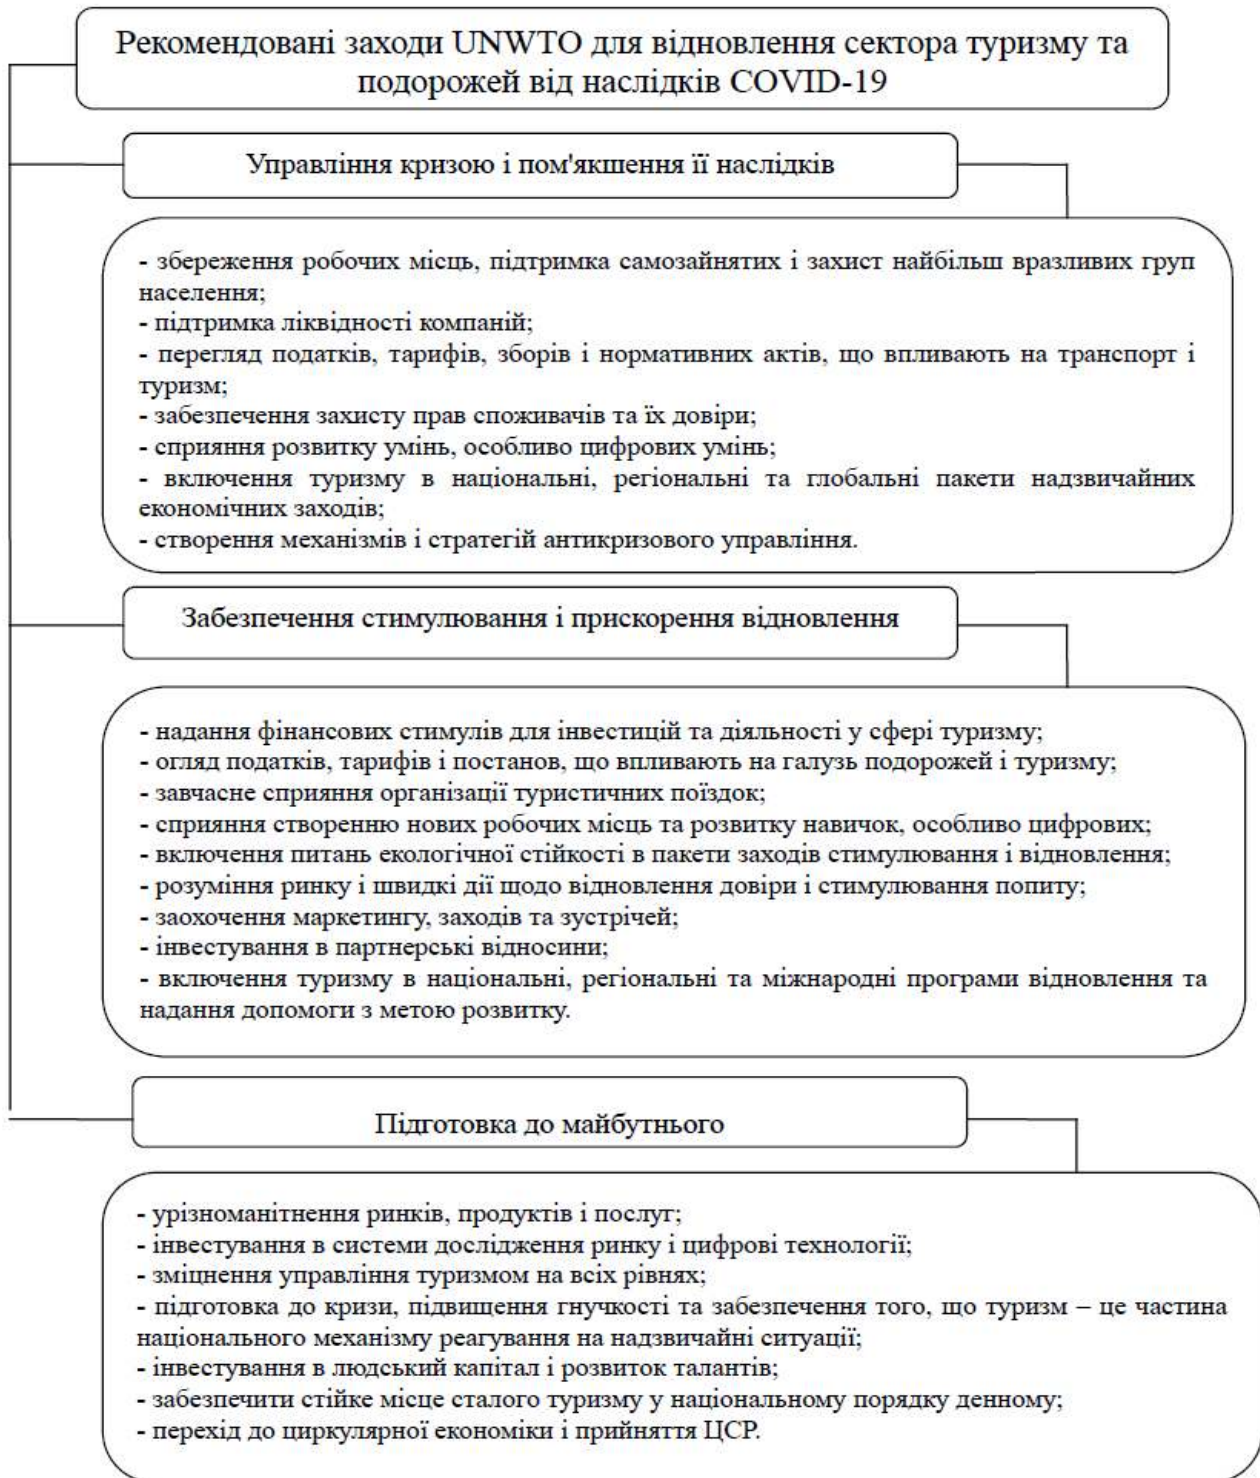 Рекомендовані заходи UNWTO для відновлення сектора туризму та
подорожей від наслідків COVID-19
Управління кризою і пом'якшення її наслідків
- збереження робочих місць, підтримка самозайнятих і захист найбільш вразливих груп
населення;
- підтримка ліквідності компаній;
- перегляд податків, тарифів, зборів і нормативних актів, що впливають на транспорт і
туризм;
- забезпечення захисту прав споживачів та їх довіри;
- сприяння розвитку умінь, особливо цифрових умінь;
- включення туризму в національні, регіональні та глобальні пакети надзвичайних
економічних заходів;
- створення механізмів і стратегій антикризового управління.
Забезпечення стимулювання і прискорення відновлення
- надання фінансових стимулів для інвестицій та діяльності у сфері туризму;
- огляд податків, тарифів і постанов, що впливають на галузь подорожей і туризму;
- завчасне сприяння організації туристичних поїздок;
- сприяння створенню нових робочих місць та розвитку навичок, особливо цифрових;
- включення питань екологічної стійкості в пакети заходів стимулювання і відновлення;
- розуміння ринку і швидкі дії щодо відновлення довіри і стимулювання попиту;
- заохочення маркетингу, заходів та зустрічей;
- інвестування в партнерські відносини;
- включення туризму в національні, регіональні та міжнародні програми відновлення та
надання допомоги з метою розвитку.
Підготовка до майбутнього
- урізноманітнення ринків, продуктів і послуг;
- інвестування в системи дослідження ринку і цифрові технології;
- зміцнення управління туризмом на всіх рівнях;
- підготовка до кризи, підвищення гнучкості та забезпечення того, що туризм – це частина
національного механізму реагування на надзвичайні ситуації;
- інвестування в людський капітал і розвиток талантів;
- забезпечити стійке місце сталого туризму у національному порядку денному;
- перехід до циркулярної економіки і прийняття ЦСР.